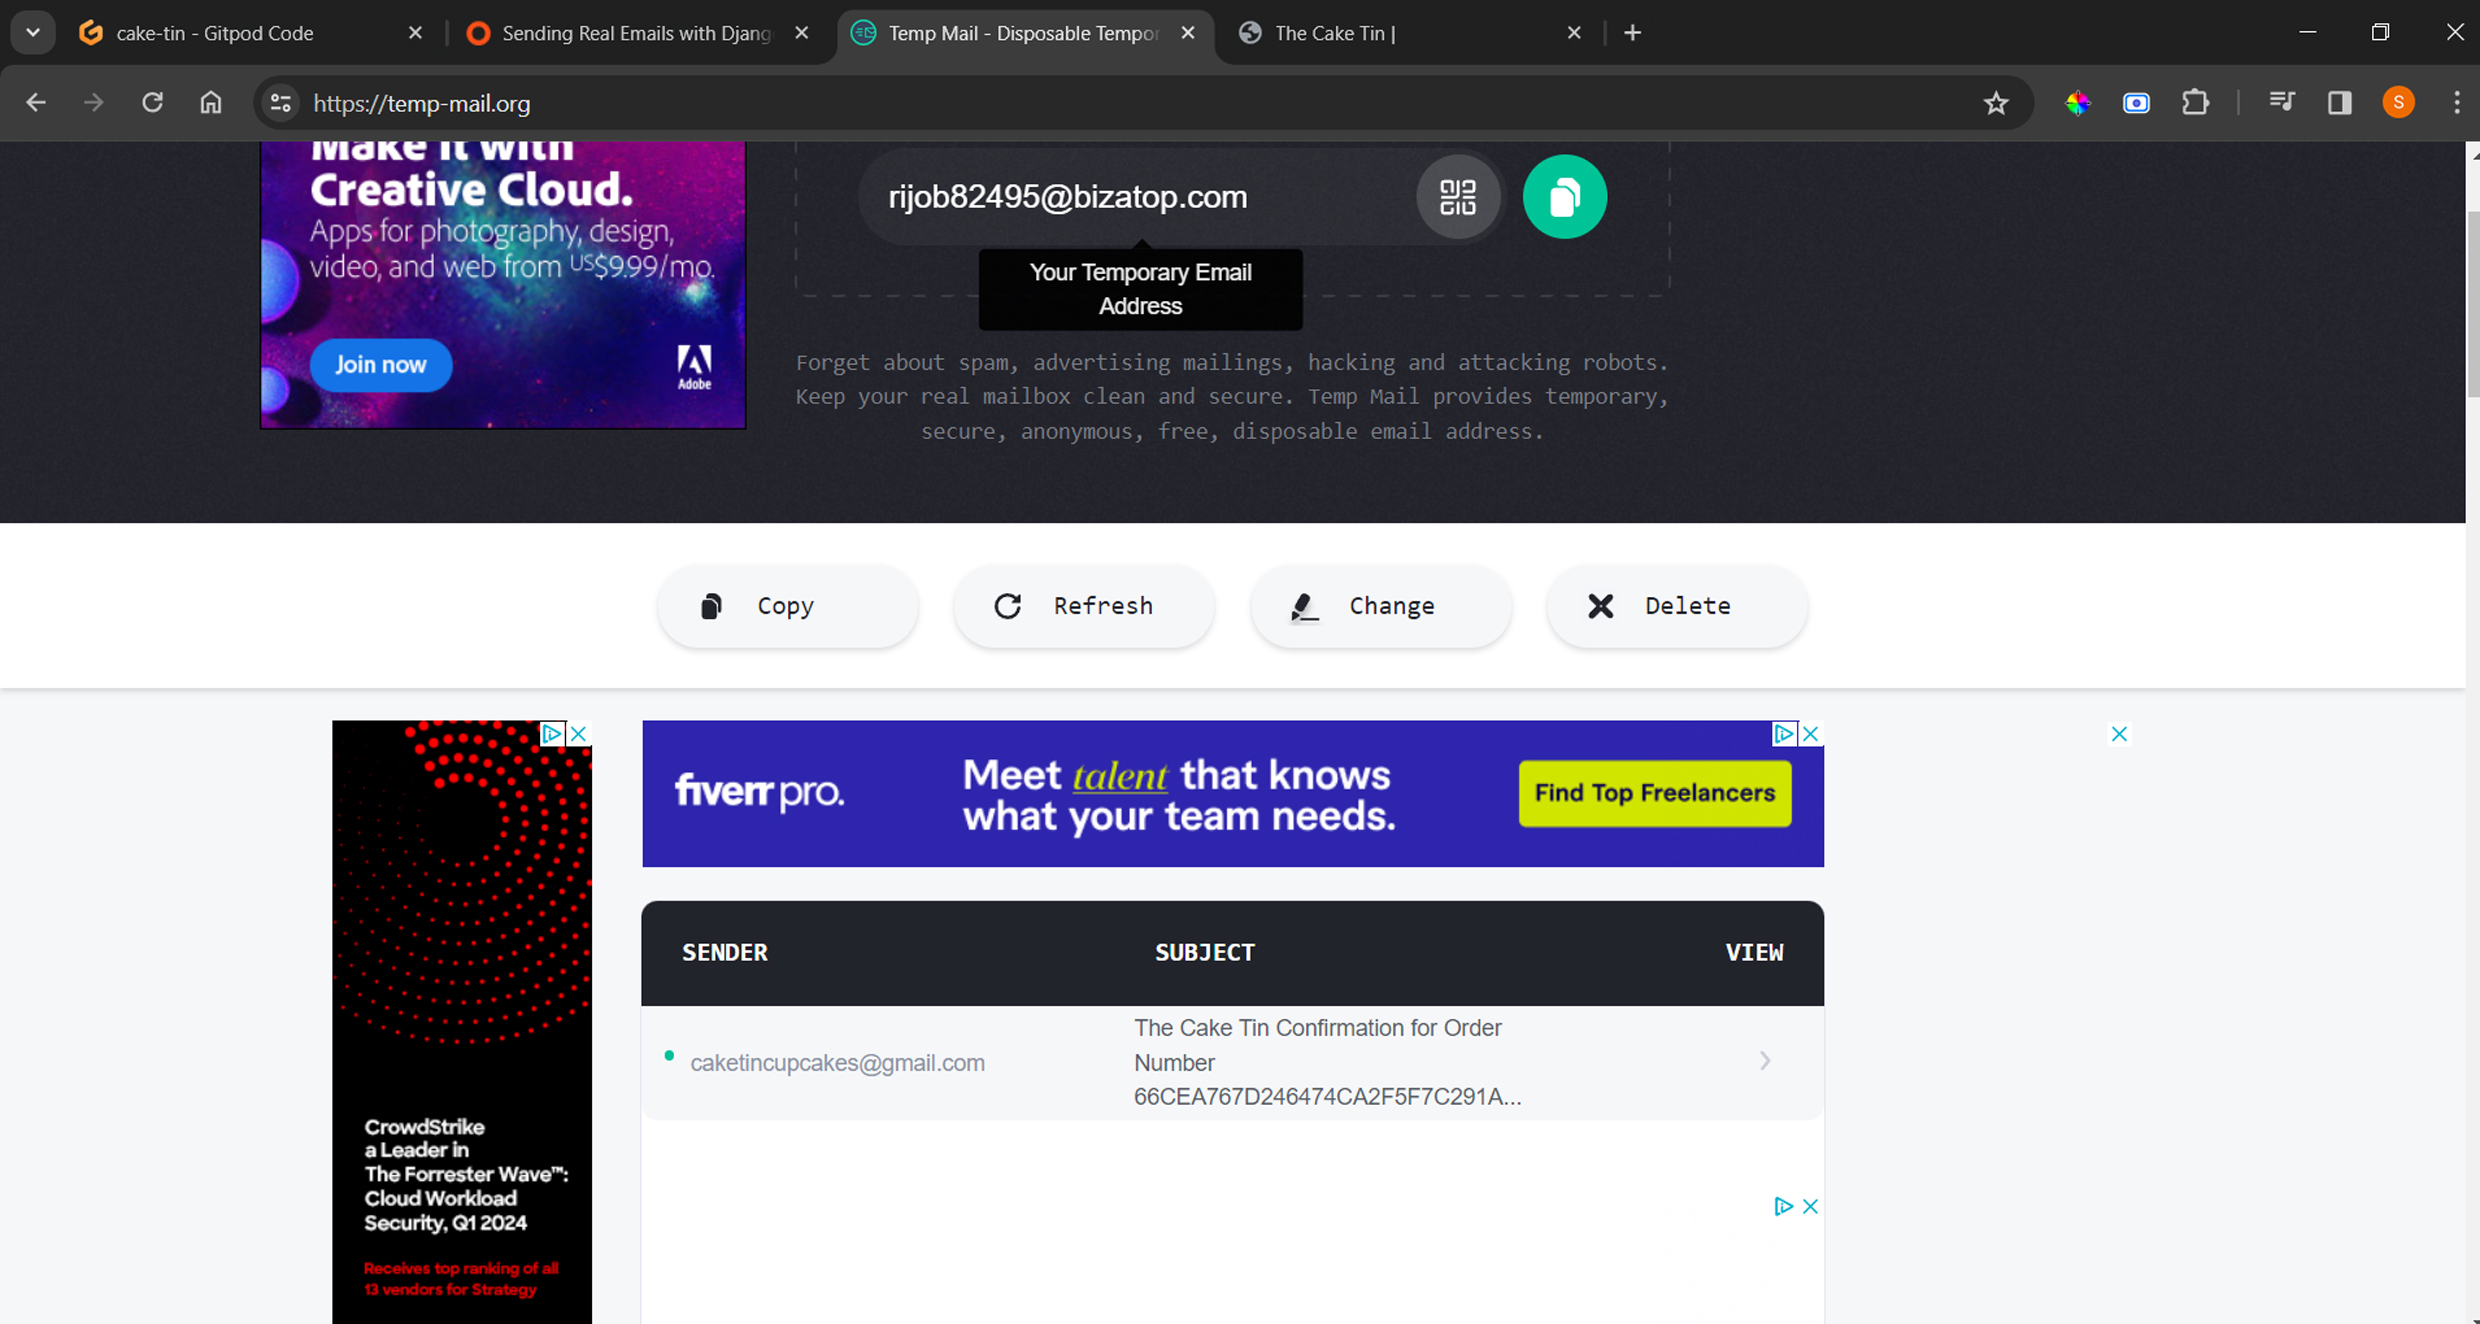 cake-tin - Gitpod Code
Sending Real Emails with Djang
Temp Mail - Disposable Tempor
The Cake Tin |
https://temp-mail.org
S
Make it with
Creative Cloud.
Apps for photography, design,
video, and web from US$9.99/mo.
Join now
Adobe
rijob82495@bizatop.com
Your Temporary Email
Address
Forget about spam, advertising mailings, hacking and attacking robots.
Keep your real mailbox clean and secure. Temp Mail provides temporary,
secure, anonymous, free, disposable email address.
Copy
Refresh
Change
Delete
fiverr pro.
Meet talent that knows
what your team needs.
Find Top Freelancers
SENDER
SUBJECT
VIEW
caketincupcakes@gmail.com
The Cake Tin Confirmation for Order
Number
66CEA767D246474CA2F5F7C291A...
CrowdStrike
a Leader in
The Forrester Wave™:
Cloud Workload
Security, Q1 2024
Receives top ranking of all
13 vendors for Strategy